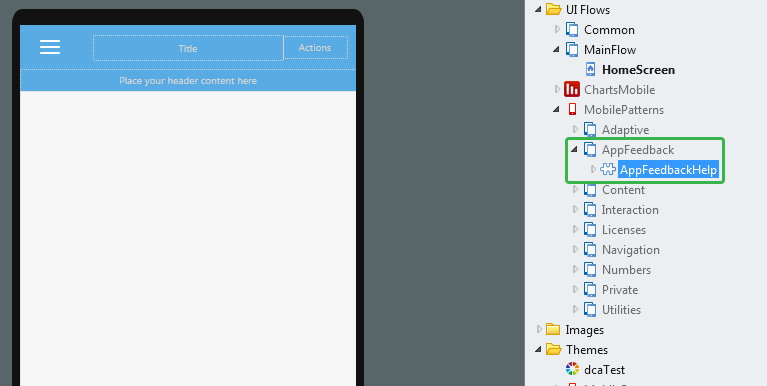 Title
Actions
Place your header content here
UI Flows
Common
MainFlow
HomeScreen
ChartsMobile
MobilePatterns
Adaptive
AppFeedback
AppFeedbackHelp
Content
Interaction
Licenses
Navigation
Numbers
Private
Utilities
Images
Themes
dcaTest